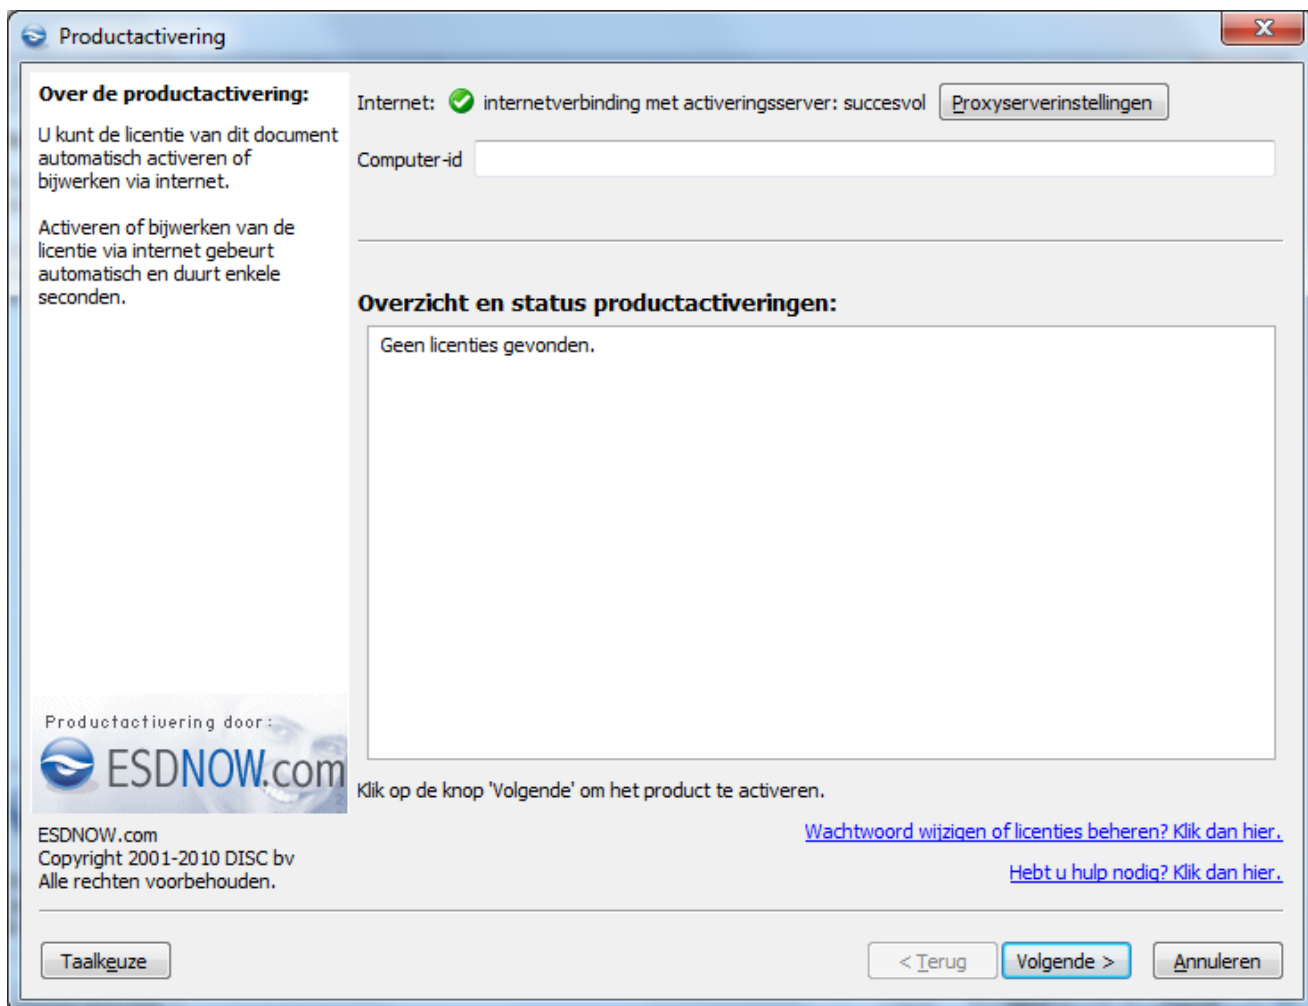 Productactivering
Over de productactivering:
U kunt de licentie van dit document
automatisch activeren of
bijwerken via internet.
Activeren of bijwerken van de
licentie via internet gebeurt
automatisch en duurt enkele
seconden.
Productactivering door:
ESDNOW.com
ESDNOW.com
Copyright 2001-2010 DISC bv
Alle rechten voorbehouden.
Internet: internetverbinding met activeringsserver: succesvol Proxyserverinstellingen
Computer-id
Overzicht en status productactiveringen:
Geen licenties gevonden.
Klik op de knop 'Volgende' om het product te activeren.
Wachtwoord wijzigen of licenties beheren? Klik dan hier.
Hebt u hulp nodig? Klik dan hier.
Taalkeuze < Terug Volgende > Annuleren